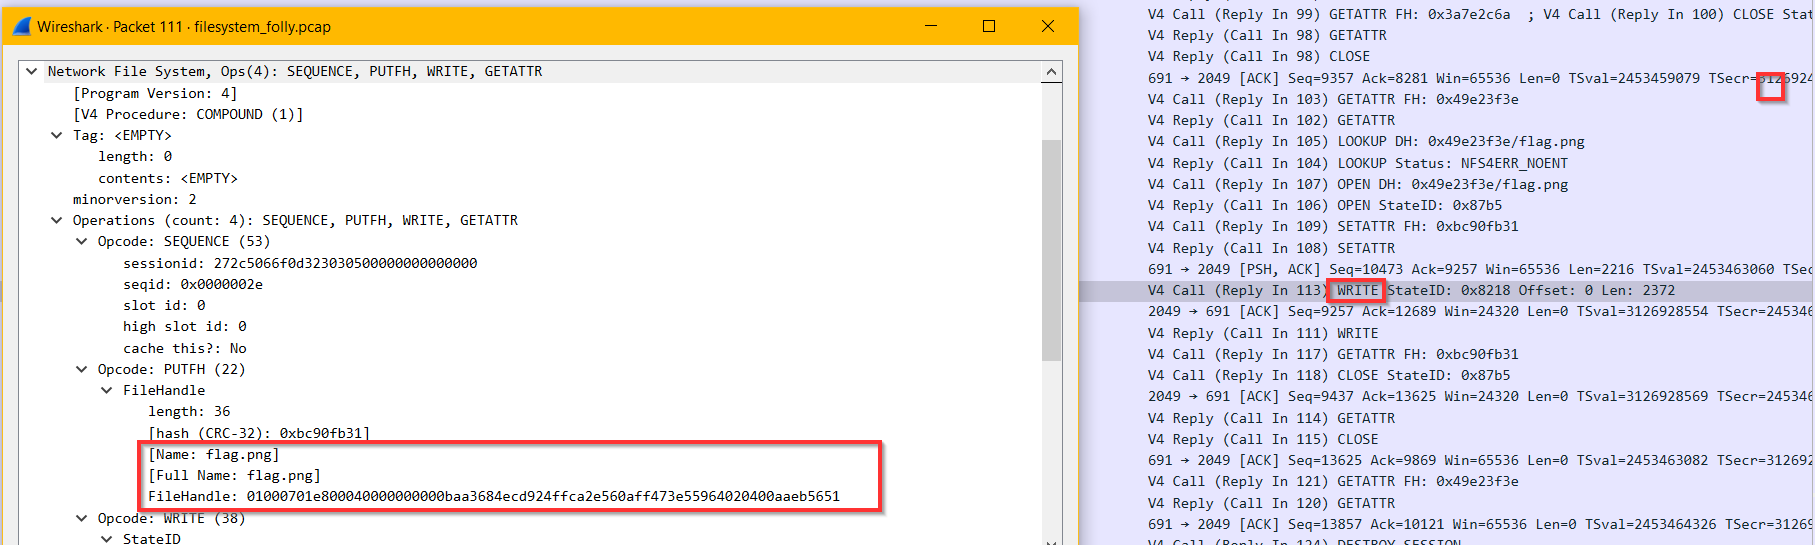 Wireshark · Packet 111 · filesystem_folly.pcap
Network File System, Ops(4): SEQUENCE, PUTFH, WRITE, GETATTR
[Program Version: 4]
[V4 Procedure: COMPOUND (1)]
Tag: <EMPTY>
length: 0
contents: <EMPTY>
minorversion: 2
Operations (count: 4): SEQUENCE, PUTFH, WRITE, GETATTR
Opcode: SEQUENCE (53)
sessionid: 272c5066f0d323030500000000000000
seqid: 0x0000002e
slot id: 0
high slot id: 0
cache this?: No
Opcode: PUTFH (22)
FileHandle
length: 36
[hash (CRC-32): 0xbc90fb31]
[Name: flag.png]
[Full Name: flag.png]
FileHandle: 01000701e800040000000000baa3684ecd924ffca2e560aff473e55964020400aaeb5651
Opcode: WRITE (38)
StateID
V4 Call (Reply In 99) GETATTR FH: 0x3a7e2c6a ; V4 Call (Reply In 100) CLOSE Stat
V4 Reply (Call In 98) GETATTR
V4 Reply (Call In 98) CLOSE
691 → 2049 [ACK] Seq=9357 Ack=8281 Win=65536 Len=0 TSval=2453459079 TSecr=3126924
V4 Call (Reply In 103) GETATTR FH: 0x49e23f3e
V4 Reply (Call In 102) GETATTR
V4 Call (Reply In 105) LOOKUP DH: 0x49e23f3e/flag.png
V4 Reply (Call In 104) LOOKUP Status: NFS4ERR_NOENT
V4 Call (Reply In 107) OPEN DH: 0x49e23f3e/flag.png
V4 Reply (Call In 106) OPEN StateID: 0x87b5
V4 Call (Reply In 109) SETATTR FH: 0xbc90fb31
V4 Reply (Call In 108) SETATTR
691 → 2049 [PSH, ACK] Seq=10473 Ack=9257 Win=65536 Len=2216 TSval=2453463060 TSec
V4 Call (Reply In 113) WRITE StateID: 0x8218 Offset: 0 Len: 2372
2049 → 691 [ACK] Seq=9257 Ack=12689 Win=24320 Len=0 TSval=3126928554 TSecr=245346
V4 Reply (Call In 111) WRITE
V4 Call (Reply In 117) GETATTR FH: 0xbc90fb31
V4 Call (Reply In 118) CLOSE StateID: 0x87b5
2049 → 691 [ACK] Seq=9437 Ack=13625 Win=24320 Len=0 TSval=3126928569 TSecr=245346
V4 Reply (Call In 114) GETATTR
V4 Reply (Call In 115) CLOSE
691 → 2049 [ACK] Seq=13625 Ack=9869 Win=65536 Len=0 TSval=2453463082 TSecr=312692
V4 Call (Reply In 121) GETATTR FH: 0x49e23f3e
V4 Reply (Call In 120) GETATTR
691 → 2049 [ACK] Seq=13857 Ack=10121 Win=65536 Len=0 TSval=2453464326 TSecr=31269
V4 Call (Reply In 124) DESTROY_SESSION